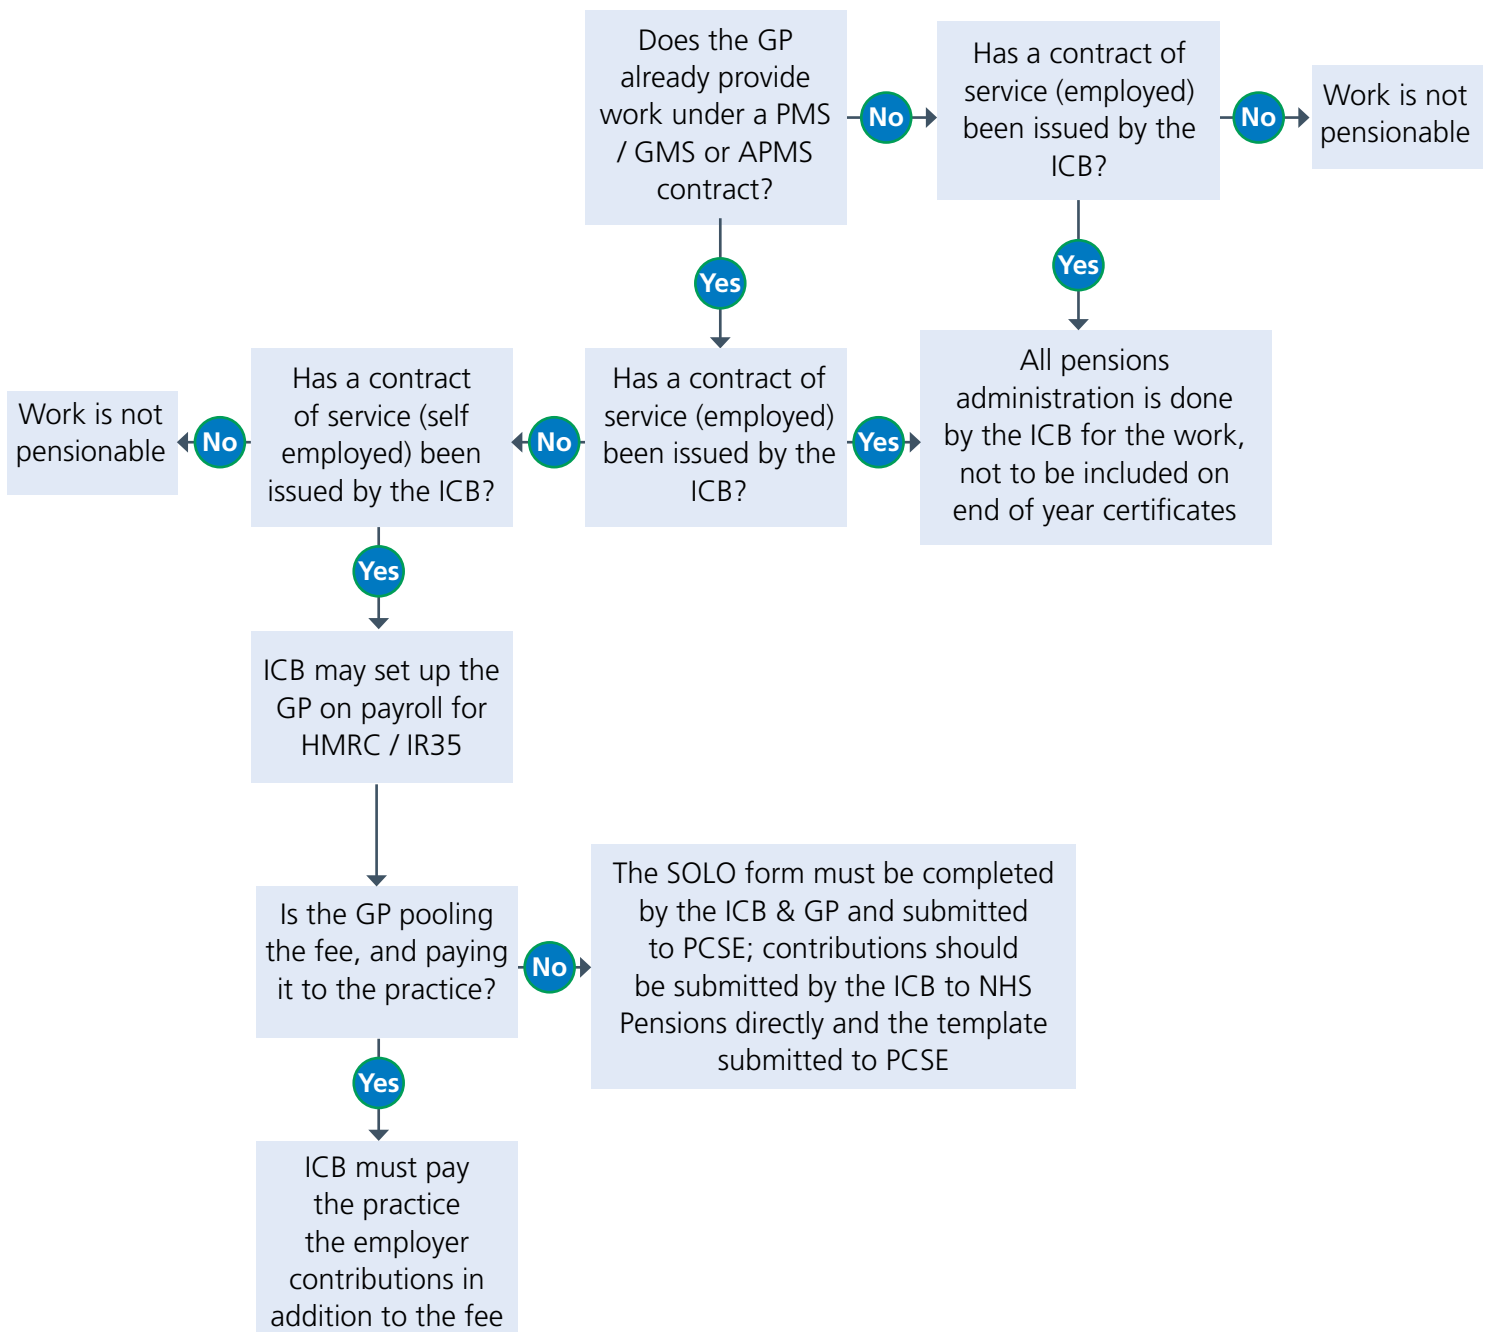 Does the GP
already provide
work under a PMS
/ GMS or APMS
contract?
No
Has a contract of
service (employed)
been issued by the
ICB?
No
Work is not
pensionable
Yes
Yes
Work is not
pensionable
No
Has a contract
of service (self
employed) been
issued by the ICB?
No
Has a contract of
service (employed)
been issued by the
ICB?
Yes
All pensions
administration is done
by the ICB for the work,
not to be included on
end of year certificates
Yes
ICB may set up the
GP on payroll for
HMRC / IR35
Is the GP pooling
the fee, and paying
it to the practice?
No
The SOLO form must be completed
by the ICB & GP and submitted
to PCSE; contributions should
be submitted by the ICB to NHS
Pensions directly and the template
submitted to PCSE
Yes
ICB must pay
the practice
the employer
contributions in
addition to the fee